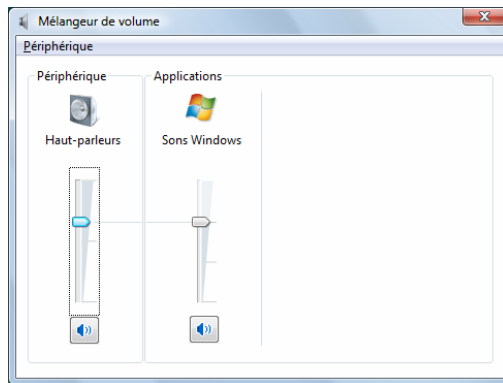 Mélangeur de volume
Périphérique
Périphérique
Applications
Haut-parleurs
Sons Windows